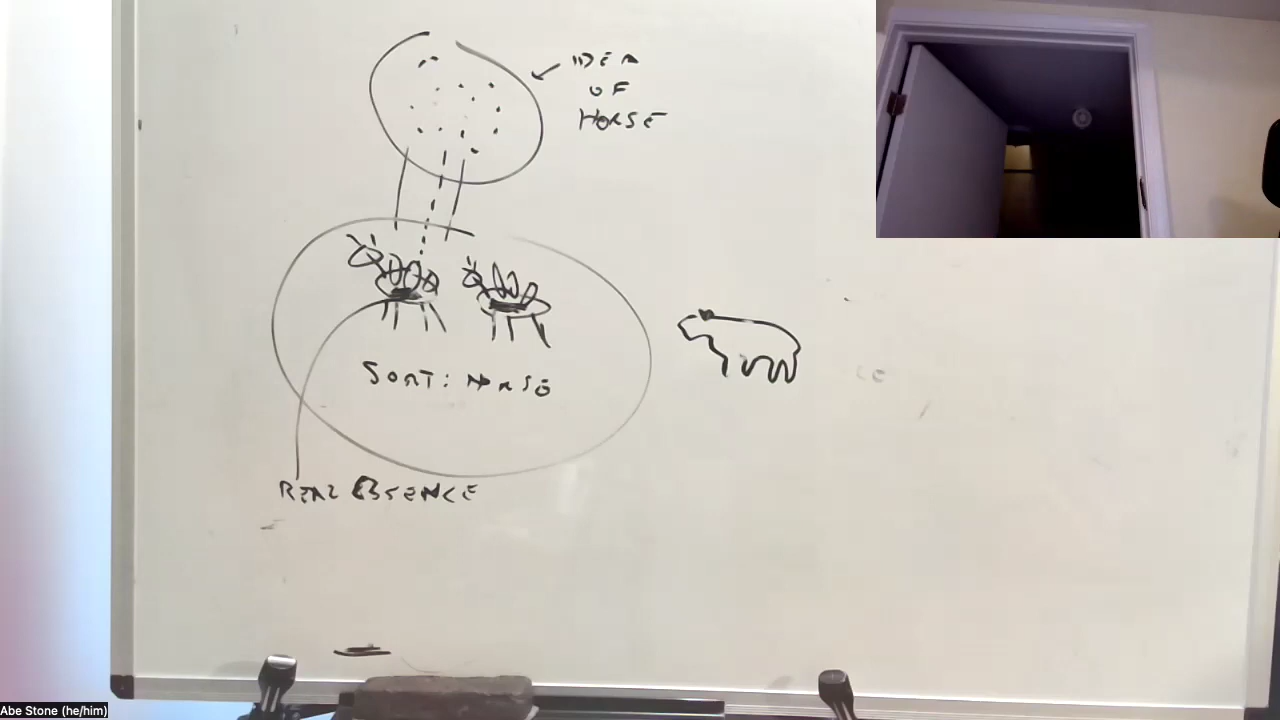 IDEA
OF
HORSE
SORT: HORSE
REAL ESSENCE
Abe Stone (he/him)